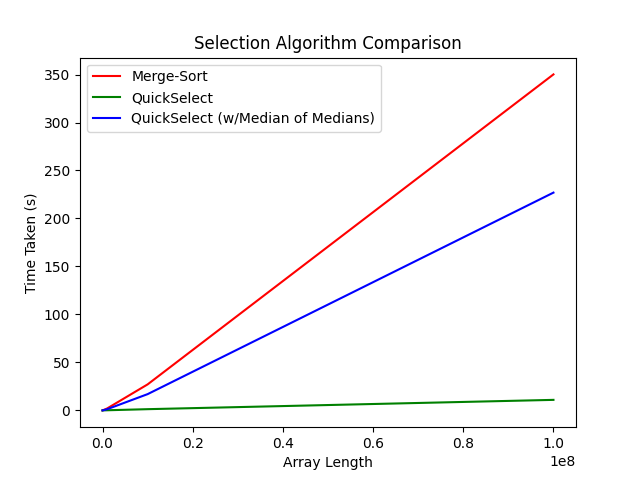 Selection Algorithm Comparison
Merge-Sort
QuickSelect
QuickSelect (w/Median of Medians)
350
300
250
200
150
100
50
0
Time Taken (s)
0.0 0.2 0.4 0.6 0.8 1.0
1e8
Array Length